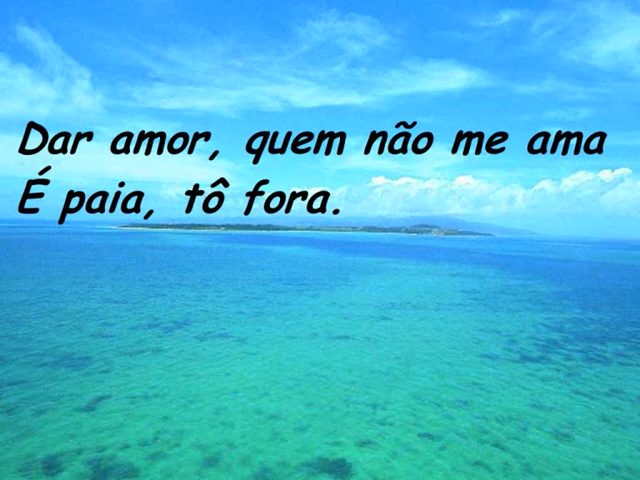 Dar amor, quem não me ama
É paia, tô fora.